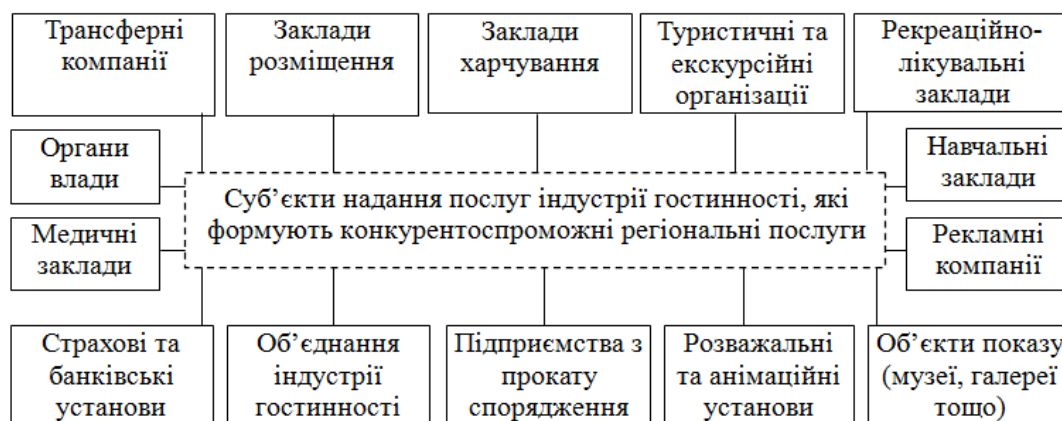 Трансферні
компанії
Заклади
розміщення
Заклади
харчування
Туристичні та
екскурсійні
організації
Рекреаційно-
лікувальні
заклади
Органи
влади
Навчальні
заклади
Суб’єкти надання послуг індустрії гостинності, які
формують конкурентоспроможні регіональні послуги
Медичні
заклади
Рекламні
компанії
Страхові та
банківські
установи
Об’єднання
індустрії
гостинності
Підприємства з
прокату
спорядження
Розважальні
та анімаційні
установи
Об’єкти показу
(музеї, галереї
тощо)